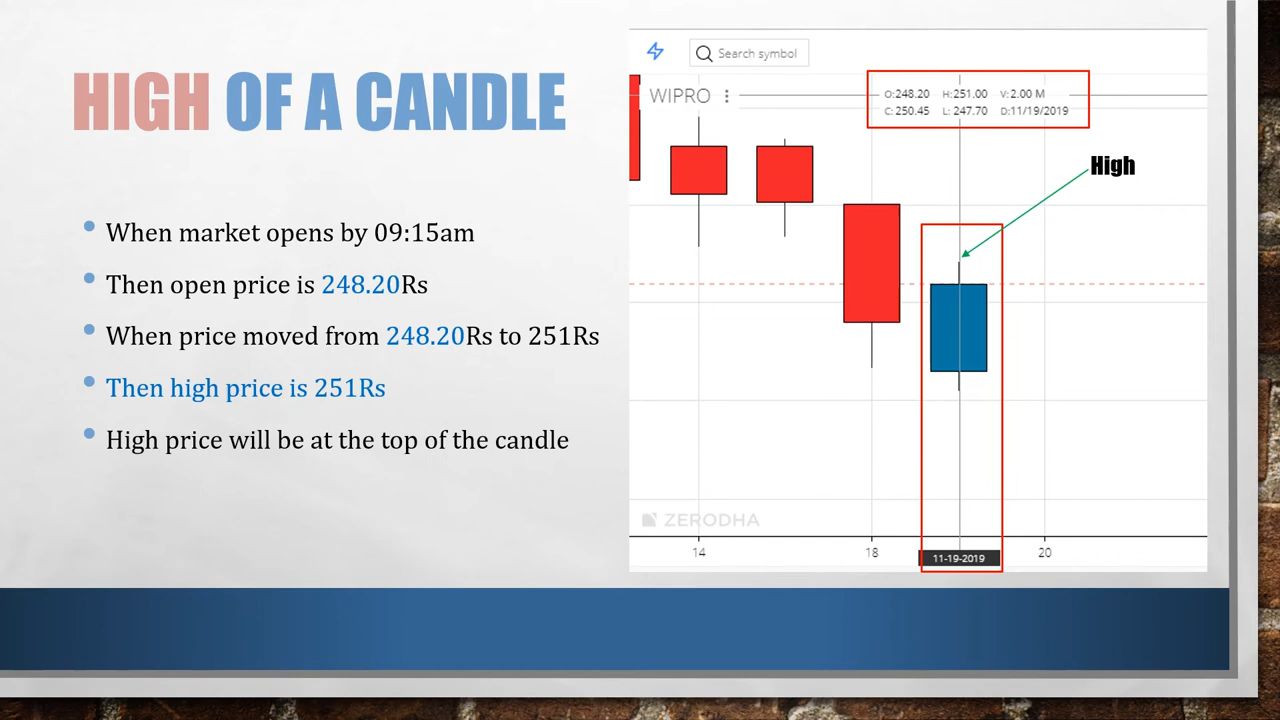 HIGH OF A CANDLE
When market opens by 09:15am
Then open price is 248.20Rs
When price moved from 248.20Rs to 251Rs
Then high price is 251Rs
High price will be at the top of the candle
Search symbol
WIPRO
O:248.20 H:251.00 V:2.00 M
C:250.45 L:247.70 D:11/19/2019
High
ZERODHA
14 18 20
11-19-2019